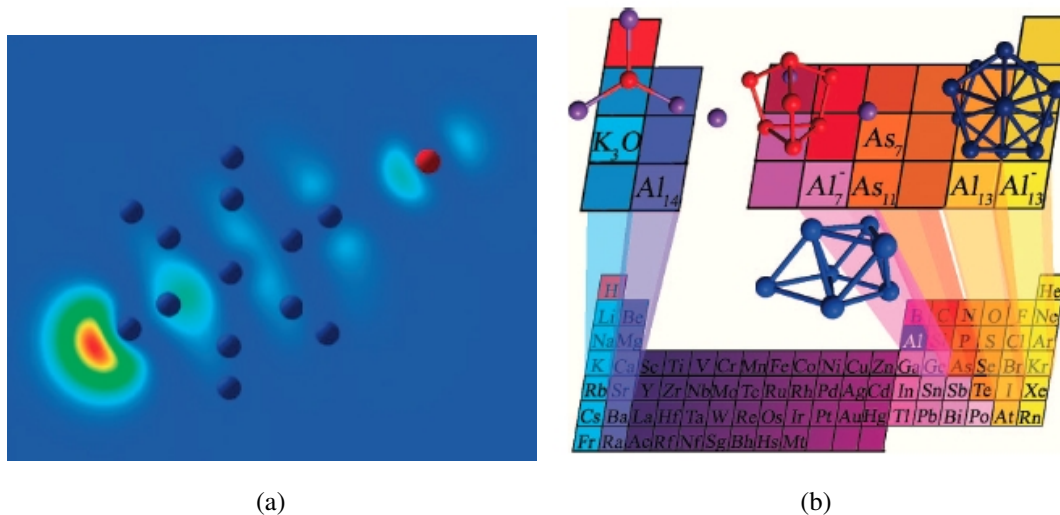 K₃O
As₇
Al₁₄
Al₇⁻
As₁₁
Al₁₃
Al₁₃⁻
H
He
Li
Be
B C N O F Ne
Na Mg
Al Si P S Cl Ar
K Ca Sc Ti V Cr Mn Fe Co Ni Cu Zn Ga Ge As Se Br Kr
Rb Sr Y Zr Nb Mo Tc Ru Rh Pd Ag Cd In Sn Sb Te I Xe
Cs Ba La Hf Ta W Re Os Ir Pt Au Hg Tl Pb Bi Po At Rn
Fr Ra Ac Rf Nf Sg Bh Hs Mt
(a)
(b)